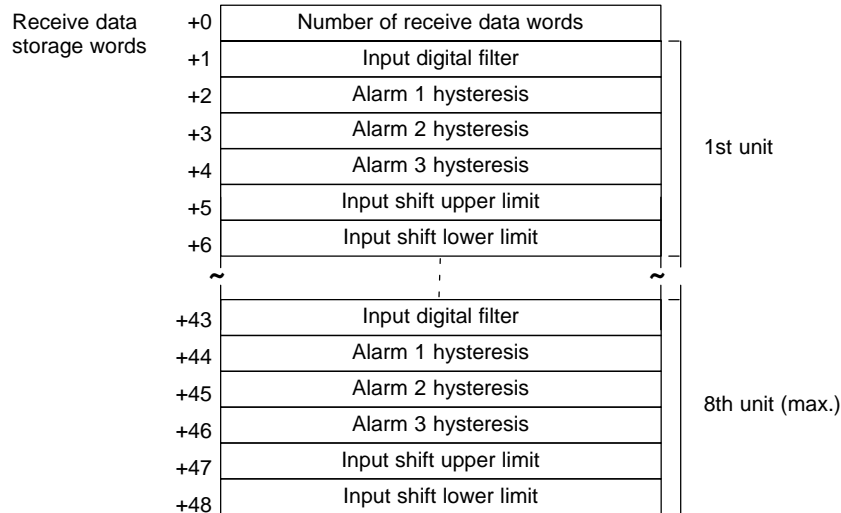 Receive data
storage words
+0 Number of receive data words
+1 Input digital filter
+2 Alarm 1 hysteresis
+3 Alarm 2 hysteresis
+4 Alarm 3 hysteresis
+5 Input shift upper limit
+6 Input shift lower limit
1st unit
~ ~
+43 Input digital filter
+44 Alarm 1 hysteresis
+45 Alarm 2 hysteresis
+46 Alarm 3 hysteresis
+47 Input shift upper limit
+48 Input shift lower limit
8th unit (max.)